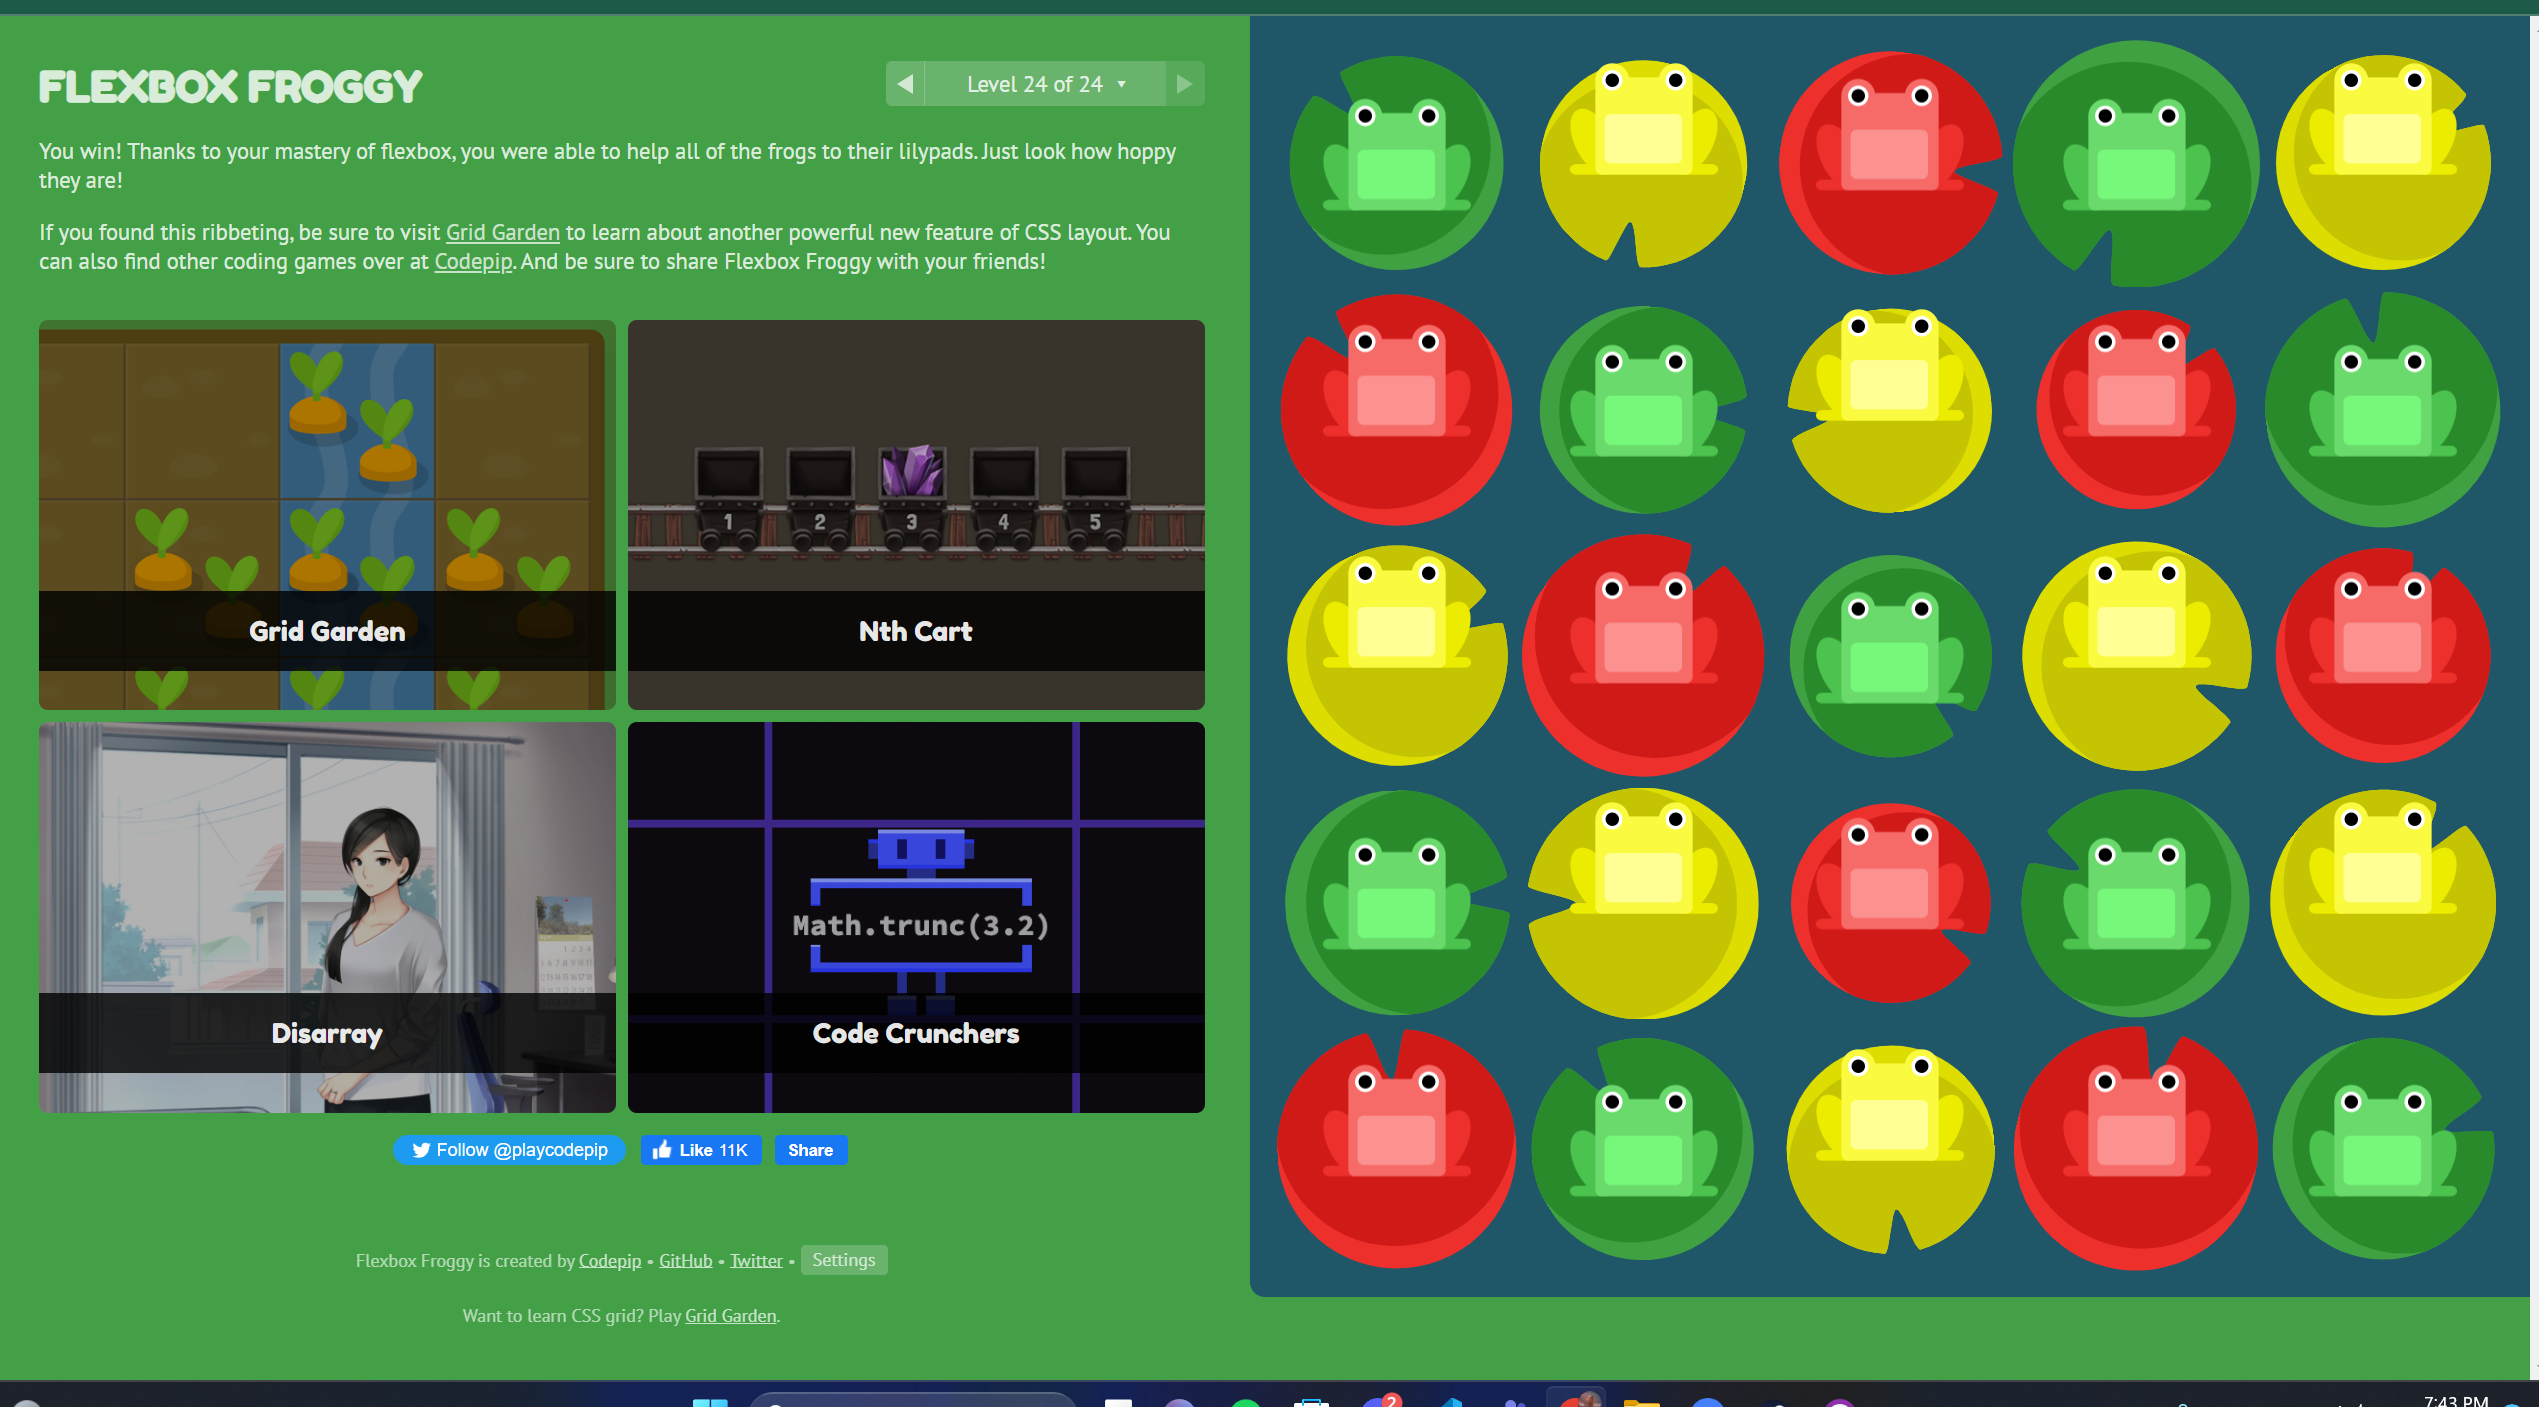 FLEXBOX FROGGY
Level 24 of 24
You win! Thanks to your mastery of flexbox, you were able to help all of the frogs to their lilypads. Just look how hoppy
they are!
If you found this ribbeting, be sure to visit Grid Garden to learn about another powerful new feature of CSS layout. You
can also find other coding games over at Codepip. And be sure to share Flexbox Froggy with your friends!
1 2 3 4 5
Grid Garden
Nth Cart
Math.trunc(3.2)
Disarray
Code Crunchers
Follow @playcodepip
Like 11K
Share
Flexbox Froggy is created by Codepip • GitHub • Twitter • Settings
Want to learn CSS grid? Play Grid Garden.
2
7:43 PM